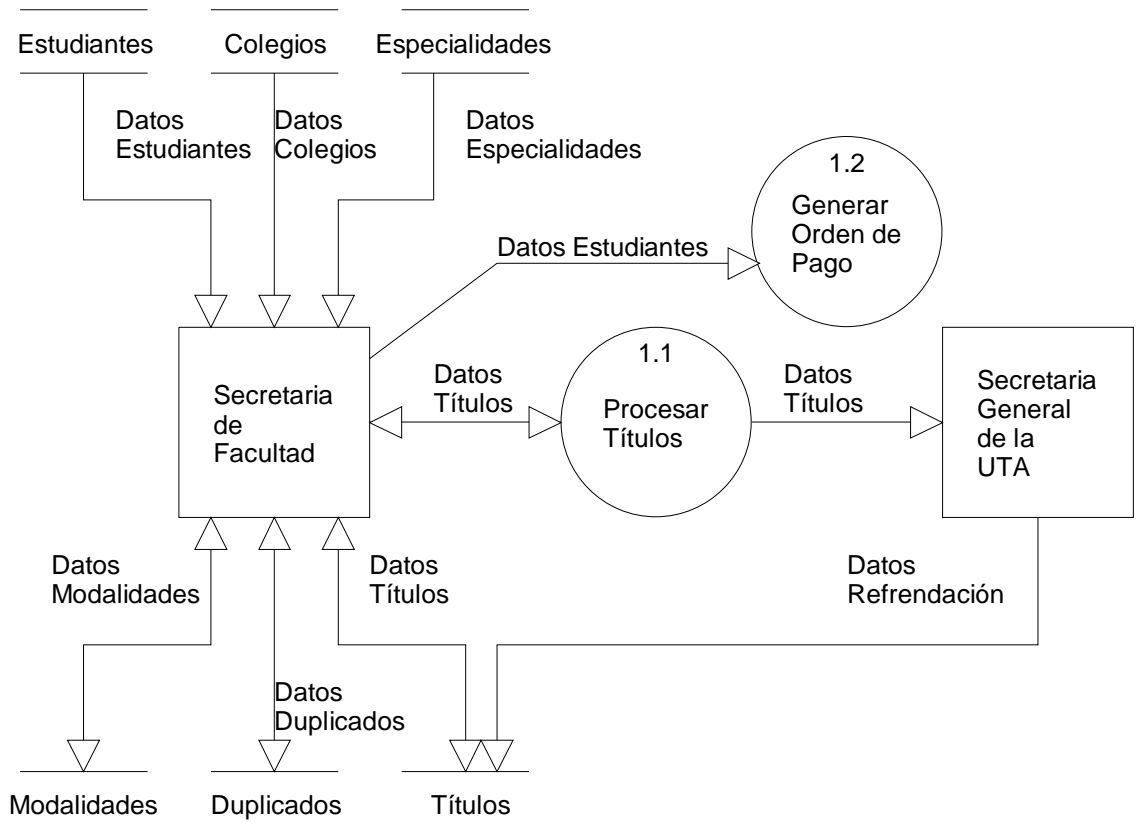 Estudiantes
Colegios
Especialidades
Datos
Estudiantes
Datos
Colegios
Datos
Especialidades
1.2
Generar
Orden de
Pago
Datos Estudiantes
Secretaria
de
Facultad
Datos
Títulos
1.1
Procesar
Títulos
Datos
Títulos
Secretaria
General
de la
UTA
Datos
Modalidades
Datos
Títulos
Datos
Refrendación
Datos
Duplicados
Modalidades
Duplicados
Títulos